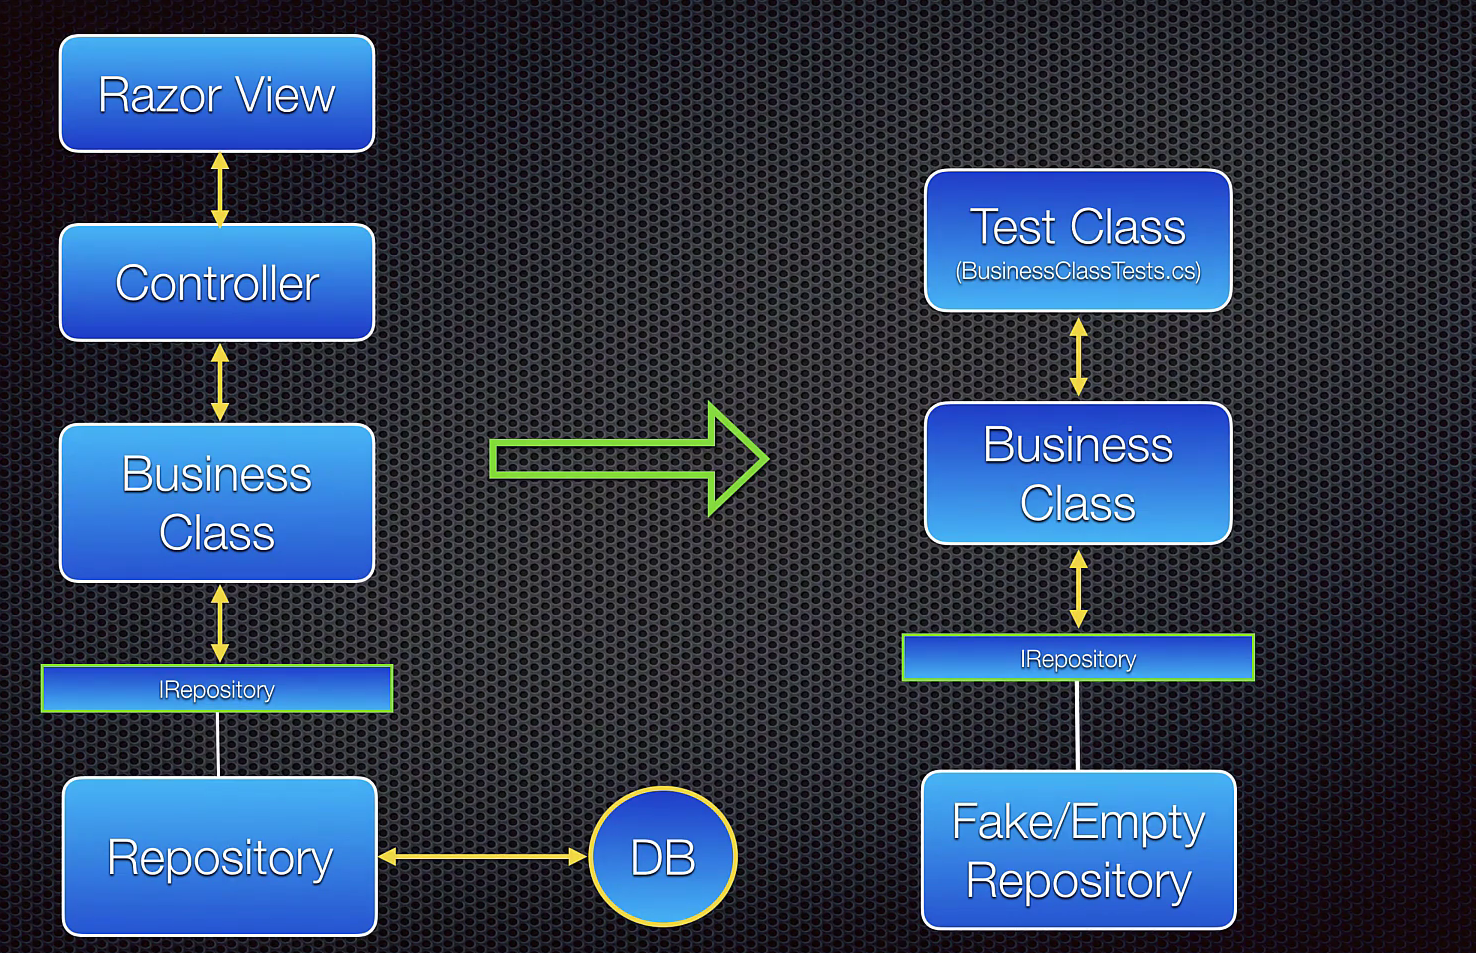 Razor View
Controller
Business
Class
IRepository
Repository
DB
Test Class
(BusinessClassTests.cs)
Business
Class
IRepository
Fake/Empty
Repository